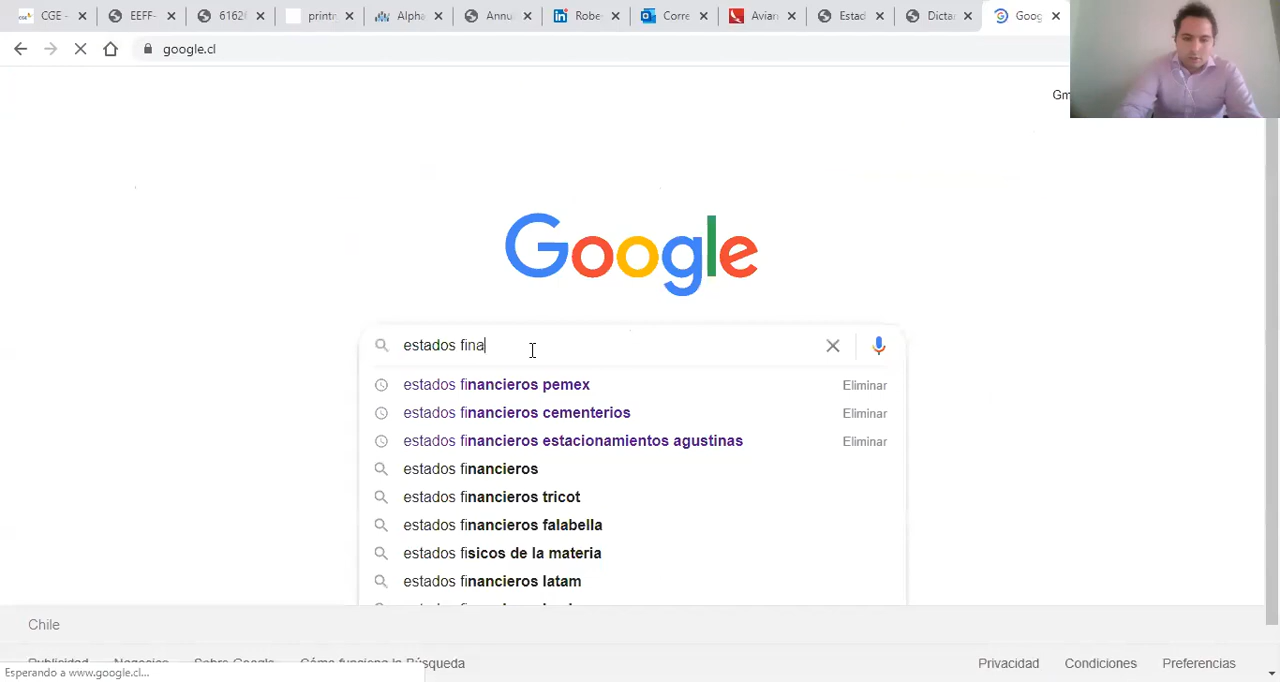 CGE -
EEFF-
6162
printm
Alpha
Annu
Robe
Corre
Avian
Estad
Dictar
Goog
google.cl
Gm
Google
estados fina
estados financieros pemex Eliminar
estados financieros cementerios Eliminar
estados financieros estacionamientos agustinas Eliminar
estados financieros
estados financieros tricot
estados financieros falabella
estados fisicos de la materia
estados financieros latam
Chile
Publicidad Negocios Sobre Google Cómo funciona la Búsqueda
Privacidad Condiciones Preferencias
Esperando a www.google.cl...